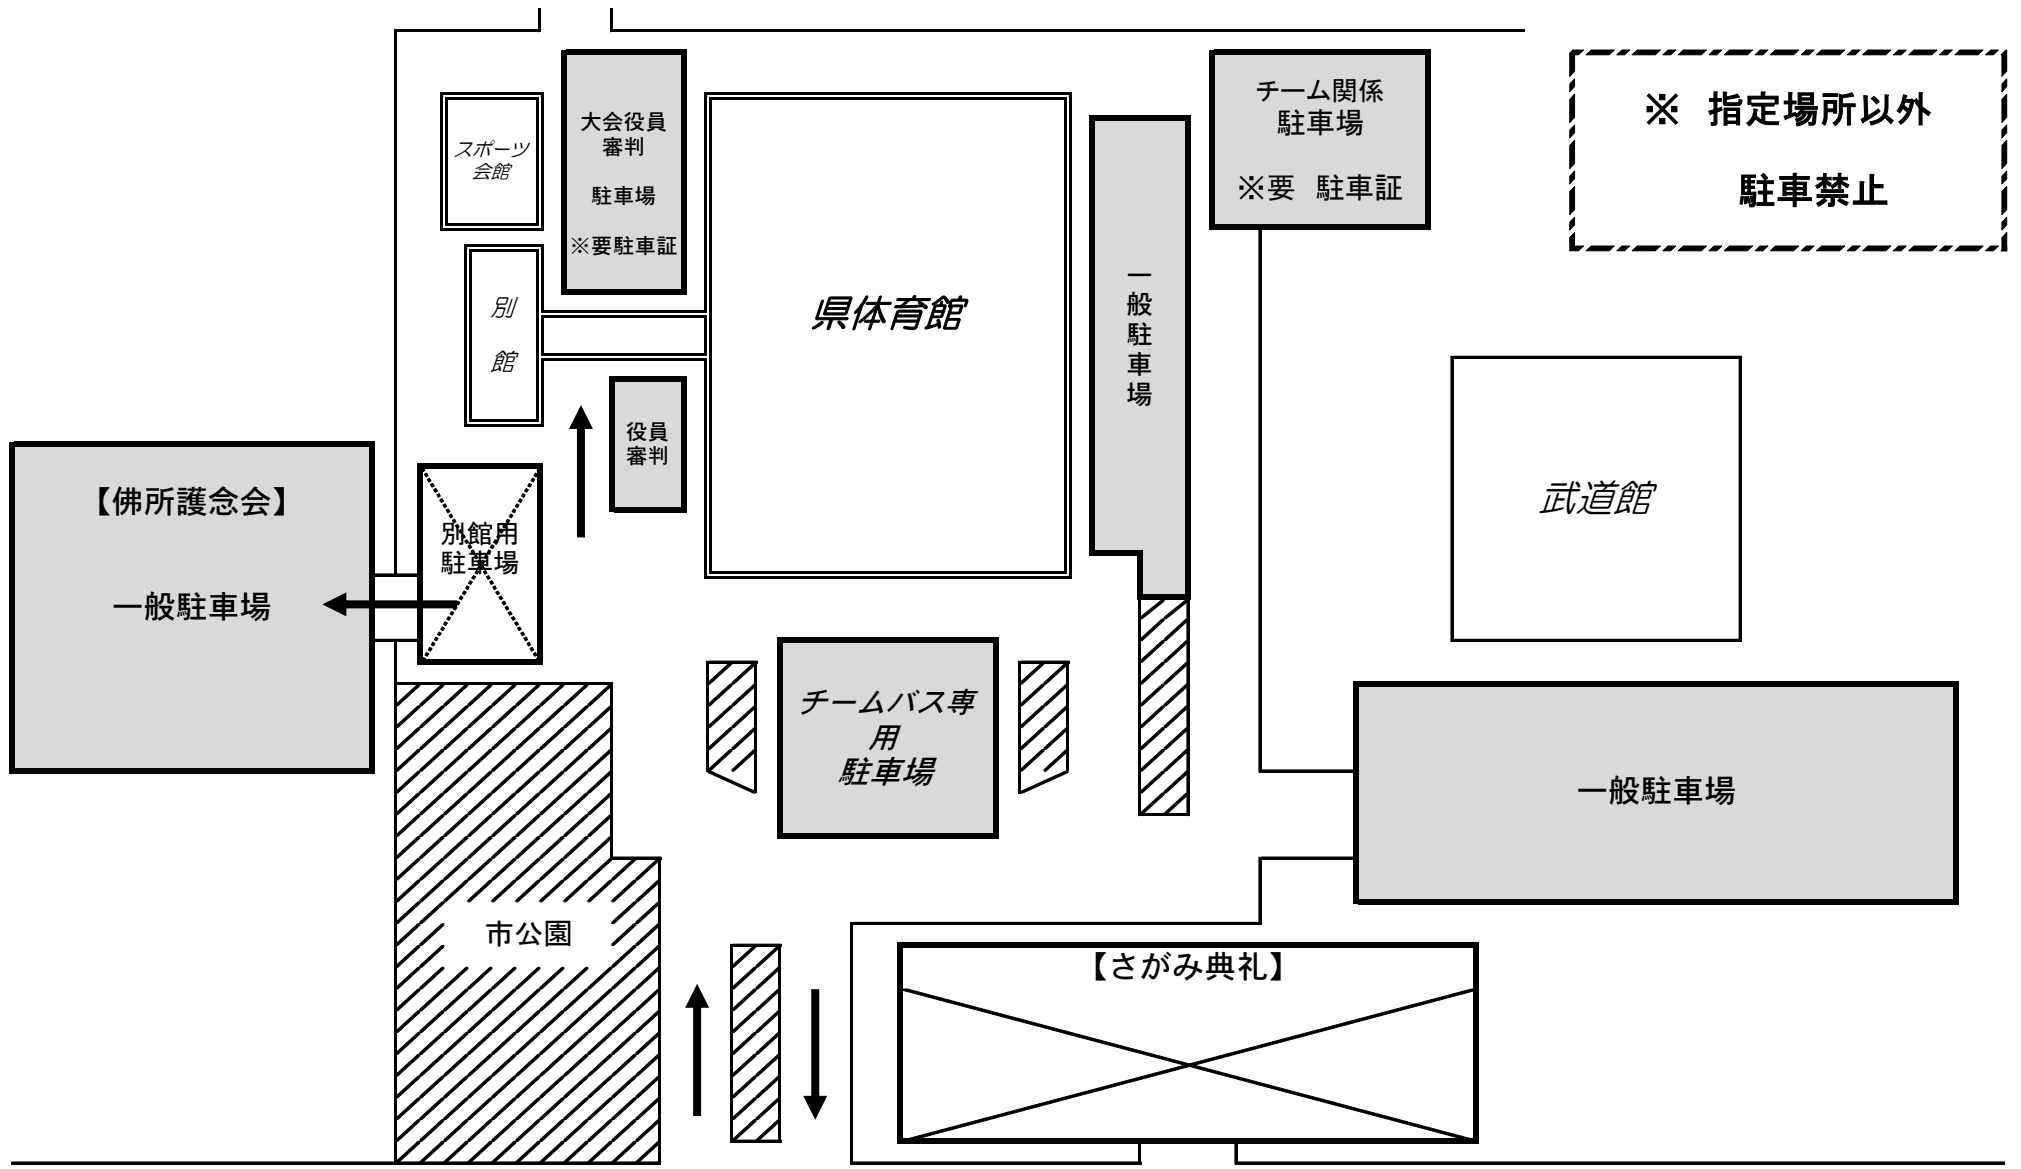 大会役員
審判
駐車場
※要駐車証
チーム関係
駐車場
※要 駐車証
※ 指定場所以外
駐車禁止
スポーツ
会館
別
館
県体育館
一般駐車場
役員
審判
武道館
【佛所護念会】
一般駐車場
別館用
駐車場
チームバス専
用
駐車場
一般駐車場
市公園
【さがみ典礼】